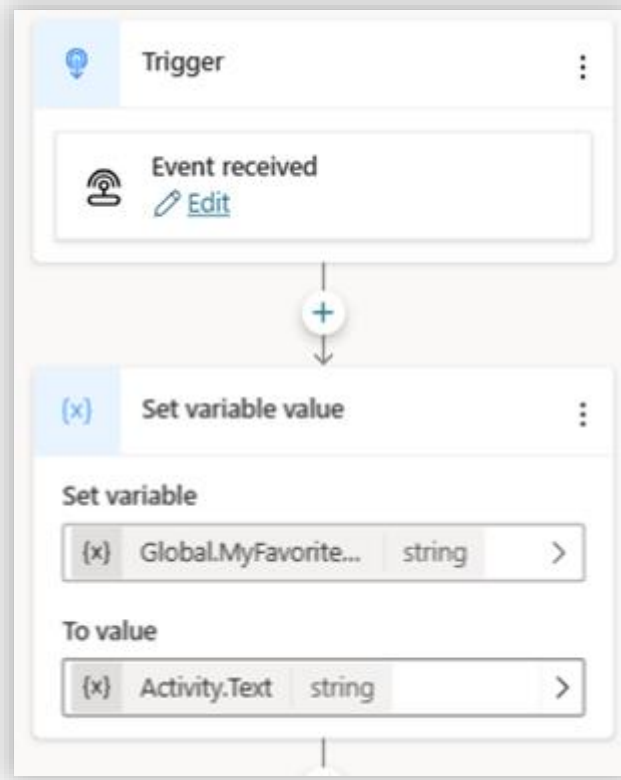 Trigger
Event received
Edit
Set variable value
Set variable
{x} Global.MyFavorite... string
To value
{x} Activity.Text string